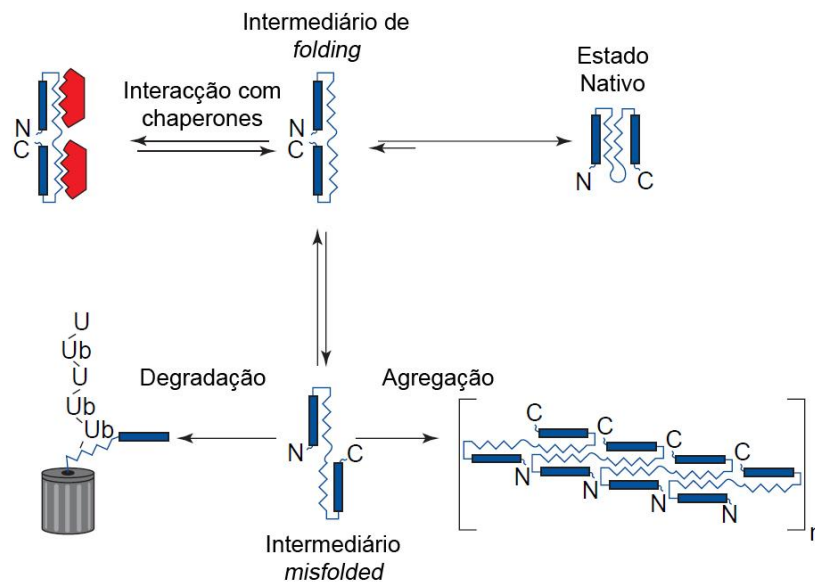 Intermediário de
folding
Estado
Nativo
Interacção com
chaperones
N
C
N
C
N
C
U
Ub
U
Ub
Ub
Degradação
Agregação
N
C
C
C
C
C
N
N
N
N
n
Intermediário
misfolded